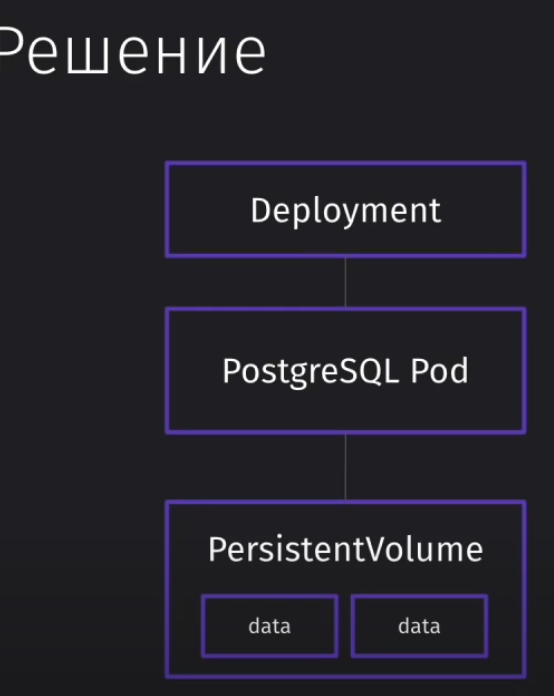 Решение
Deployment
PostgreSQL Pod
PersistentVolume
data
data